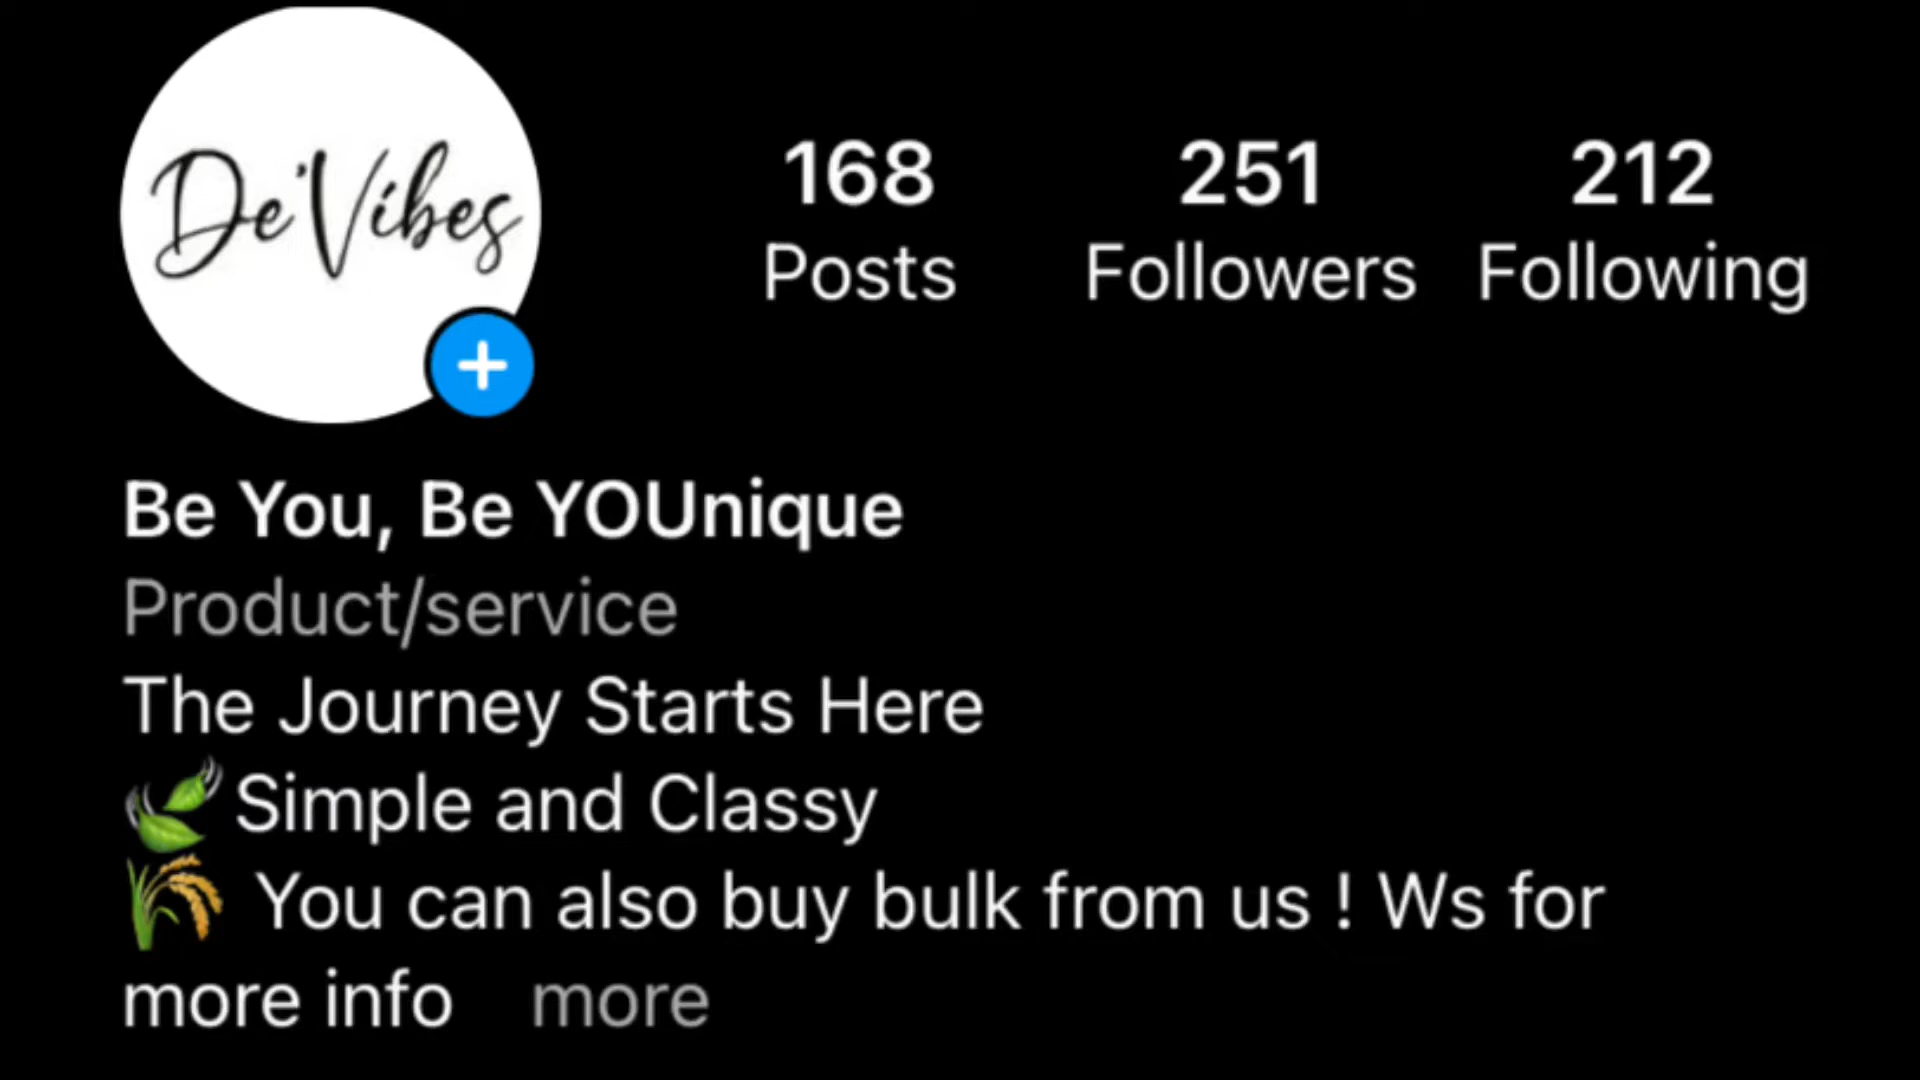 De'Vibes
168 251 212
Posts Followers Following
Be You, Be YOUnique
Product/service
The Journey Starts Here
🍃Simple and Classy
🌾 You can also buy bulk from us ! Ws for
more info more